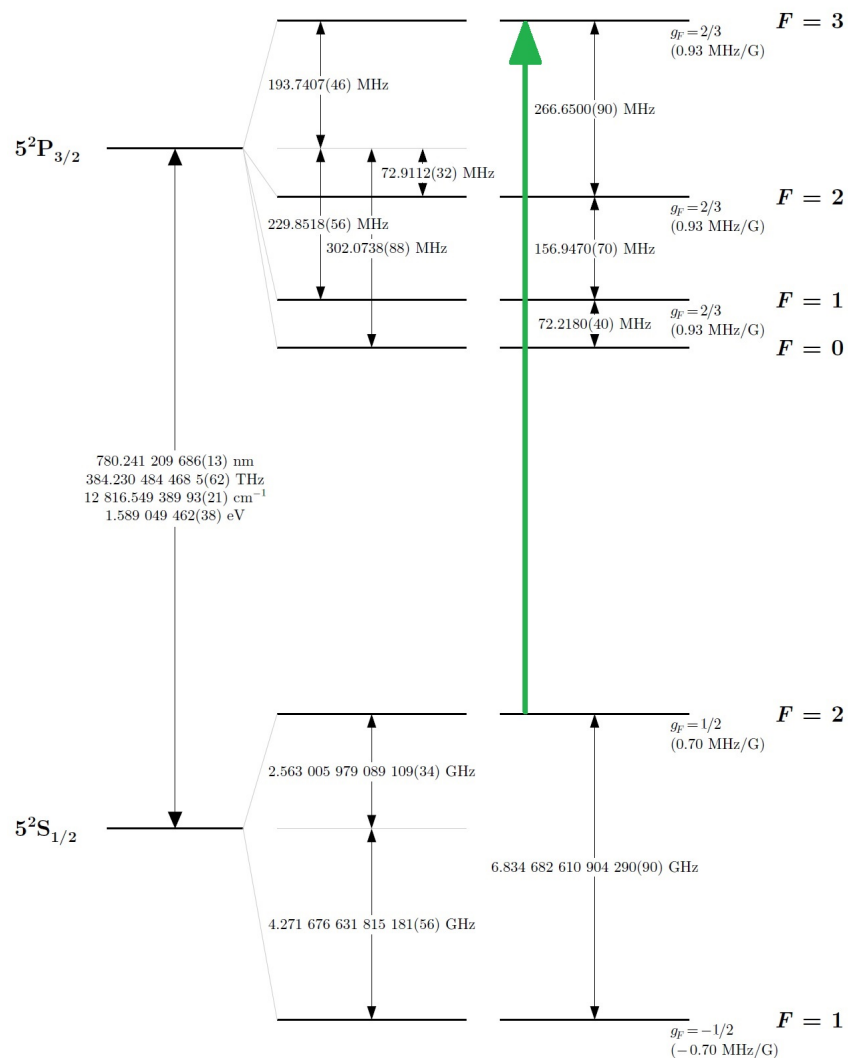 F = 3
g_F = 2/3
(0.93 MHz/G)
193.7407(46) MHz
266.6500(90) MHz
5²P₃/₂
72.9112(32) MHz
F = 2
g_F = 2/3
(0.93 MHz/G)
229.8518(56) MHz
302.0738(88) MHz
156.9470(70) MHz
F = 1
g_F = 2/3
(0.93 MHz/G)
72.2180(40) MHz
F = 0
780.241 209 686(13) nm
384.230 484 468 5(62) THz
12 816.549 389 93(21) cm⁻¹
1.589 049 462(38) eV
F = 2
g_F = 1/2
(0.70 MHz/G)
2.563 005 979 089 109(34) GHz
5²S₁/₂
6.834 682 610 904 290(90) GHz
4.271 676 631 815 181(56) GHz
F = 1
g_F = −1/2
(−0.70 MHz/G)